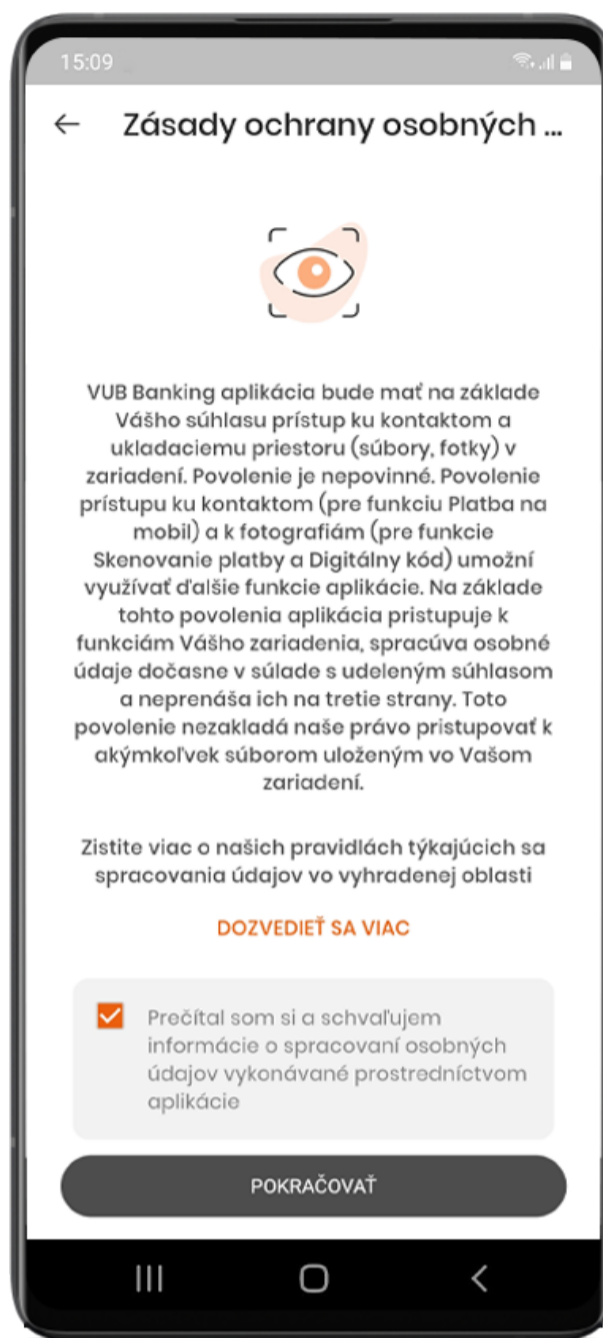 15:09
Zásady ochrany osobných ...
VUB Banking aplikácia bude mať na základe
Vášho súhlasu prístup ku kontaktom a
ukladaciemu priestoru (súbory, fotky) v
zariadení. Povolenie je nepovinné. Povolenie
prístupu ku kontaktom (pre funkciu Platba na
mobil) a k fotografiám (pre funkcie
Skenovanie platby a Digitálny kód) umožní
využívať ďalšie funkcie aplikácie. Na základe
tohto povolenia aplikácia pristupuje k
funkciám Vášho zariadenia, spracúva osobné
údaje dočasne v súlade s udeleným súhlasom
a neprenáša ich na tretie strany. Toto
povolenie nezakladá naše právo pristupovať k
akýmkoľvek súborom uloženým vo Vašom
zariadení.
Zistite viac o našich pravidlách týkajúcich sa
spracovania údajov vo vyhradenej oblasti
DOZVEDIEŤ SA VIAC
Prečítal som si a schvaľujem
informácie o spracovaní osobných
údajov vykonávané prostredníctvom
aplikácie
POKRAČOVAŤ